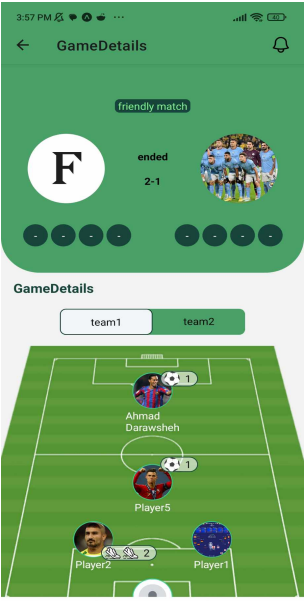 3:57 PM
40
GameDetails
friendly match
F
ended
2-1
- - - -
- - - -
GameDetails
team1
team2
1
Ahmad
Darawsheh
1
Player5
2
Player2
Player1